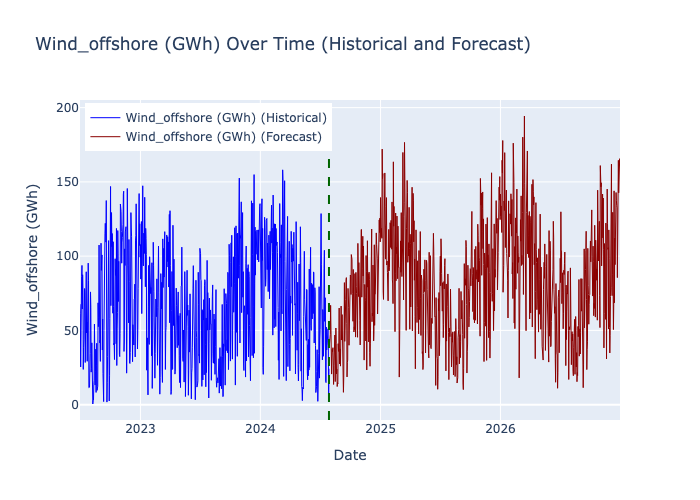 Wind_offshore (GWh) Over Time (Historical and Forecast)
Wind_offshore (GWh) (Historical)
Wind_offshore (GWh) (Forecast)
Wind_offshore (GWh)
200
150
100
50
0
2023 2024 2025 2026
Date